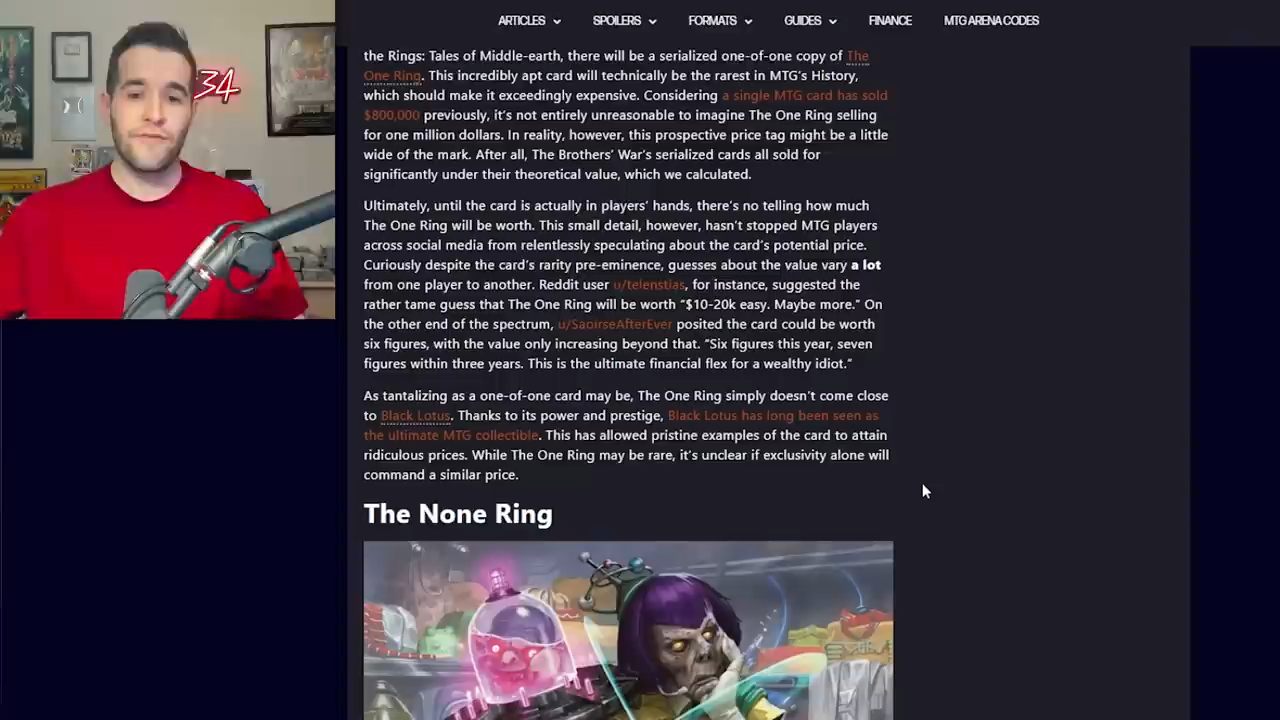 ARTICLES SPOILERS FORMATS GUIDES FINANCE MTG ARENA CODES
34
the Rings: Tales of Middle-earth, there will be a serialized one-of-one copy of The
One Ring. This incredibly apt card will technically be the rarest in MTG's History,
which should make it exceedingly expensive. Considering a single MTG card has sold
$800,000 previously, it's not entirely unreasonable to imagine The One Ring selling
for one million dollars. In reality, however, this prospective price tag might be a little
wide of the mark. After all, The Brothers' War's serialized cards all sold for
significantly under their theoretical value, which we calculated.
Ultimately, until the card is actually in players' hands, there's no telling how much
The One Ring will be worth. This small detail, however, hasn't stopped MTG players
across social media from relentlessly speculating about the card's potential price.
Curiously despite the card's rarity pre-eminence, guesses about the value vary a lot
from one player to another. Reddit user u/telenstias, for instance, suggested the
rather tame guess that The One Ring will be worth "$10-20k easy. Maybe more." On
the other end of the spectrum, u/SaoirseAfterEver posited the card could be worth
six figures, with the value only increasing beyond that. "Six figures this year, seven
figures within three years. This is the ultimate financial flex for a wealthy idiot."
As tantalizing as a one-of-one card may be, The One Ring simply doesn't come close
to Black Lotus. Thanks to its power and prestige, Black Lotus has long been seen as
the ultimate MTG collectible. This has allowed pristine examples of the card to attain
ridiculous prices. While The One Ring may be rare, it's unclear if exclusivity alone will
command a similar price.
The None Ring